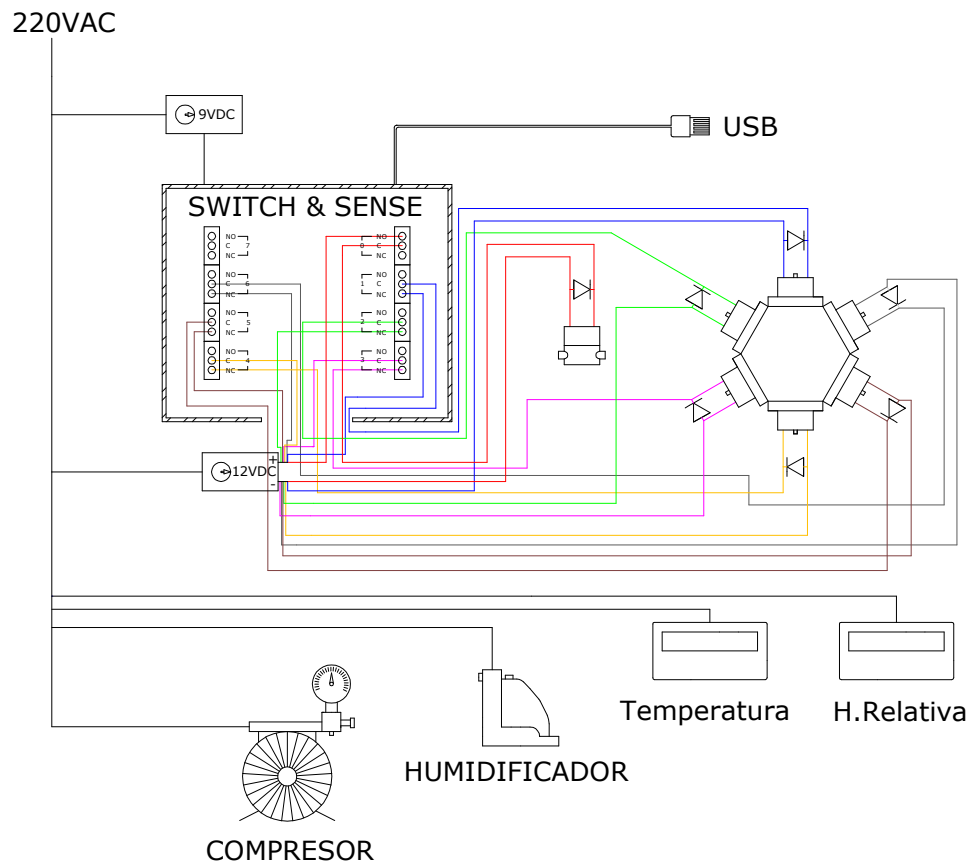 220VAC
9VDC
USB
SWITCH & SENSE
NO
C 7
NC
NO
0 C
NC
NO
C 6
NC
NO
1 C
NC
NO
C 5
NC
NO
2 C
NC
NO
C 4
NC
NO
3 C
NC
12VDC
+
-
Temperatura
H.Relativa
HUMIDIFICADOR
COMPRESOR